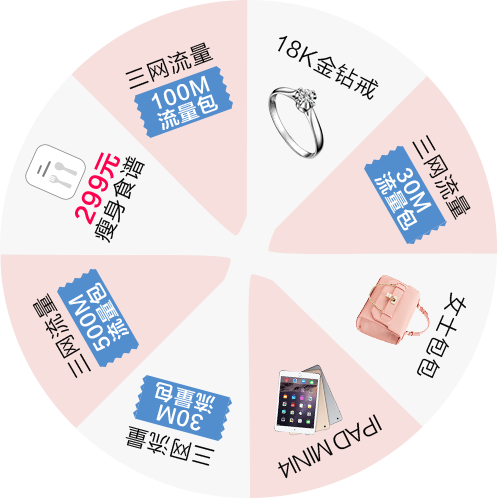 18K金钻戒
三网流量
30M
流量包
女士包包
IPAD MINI4
三网流量
30M
流量包
三网流量
500M
流量包
299元
瘦身食谱
三网流量
100M
流量包